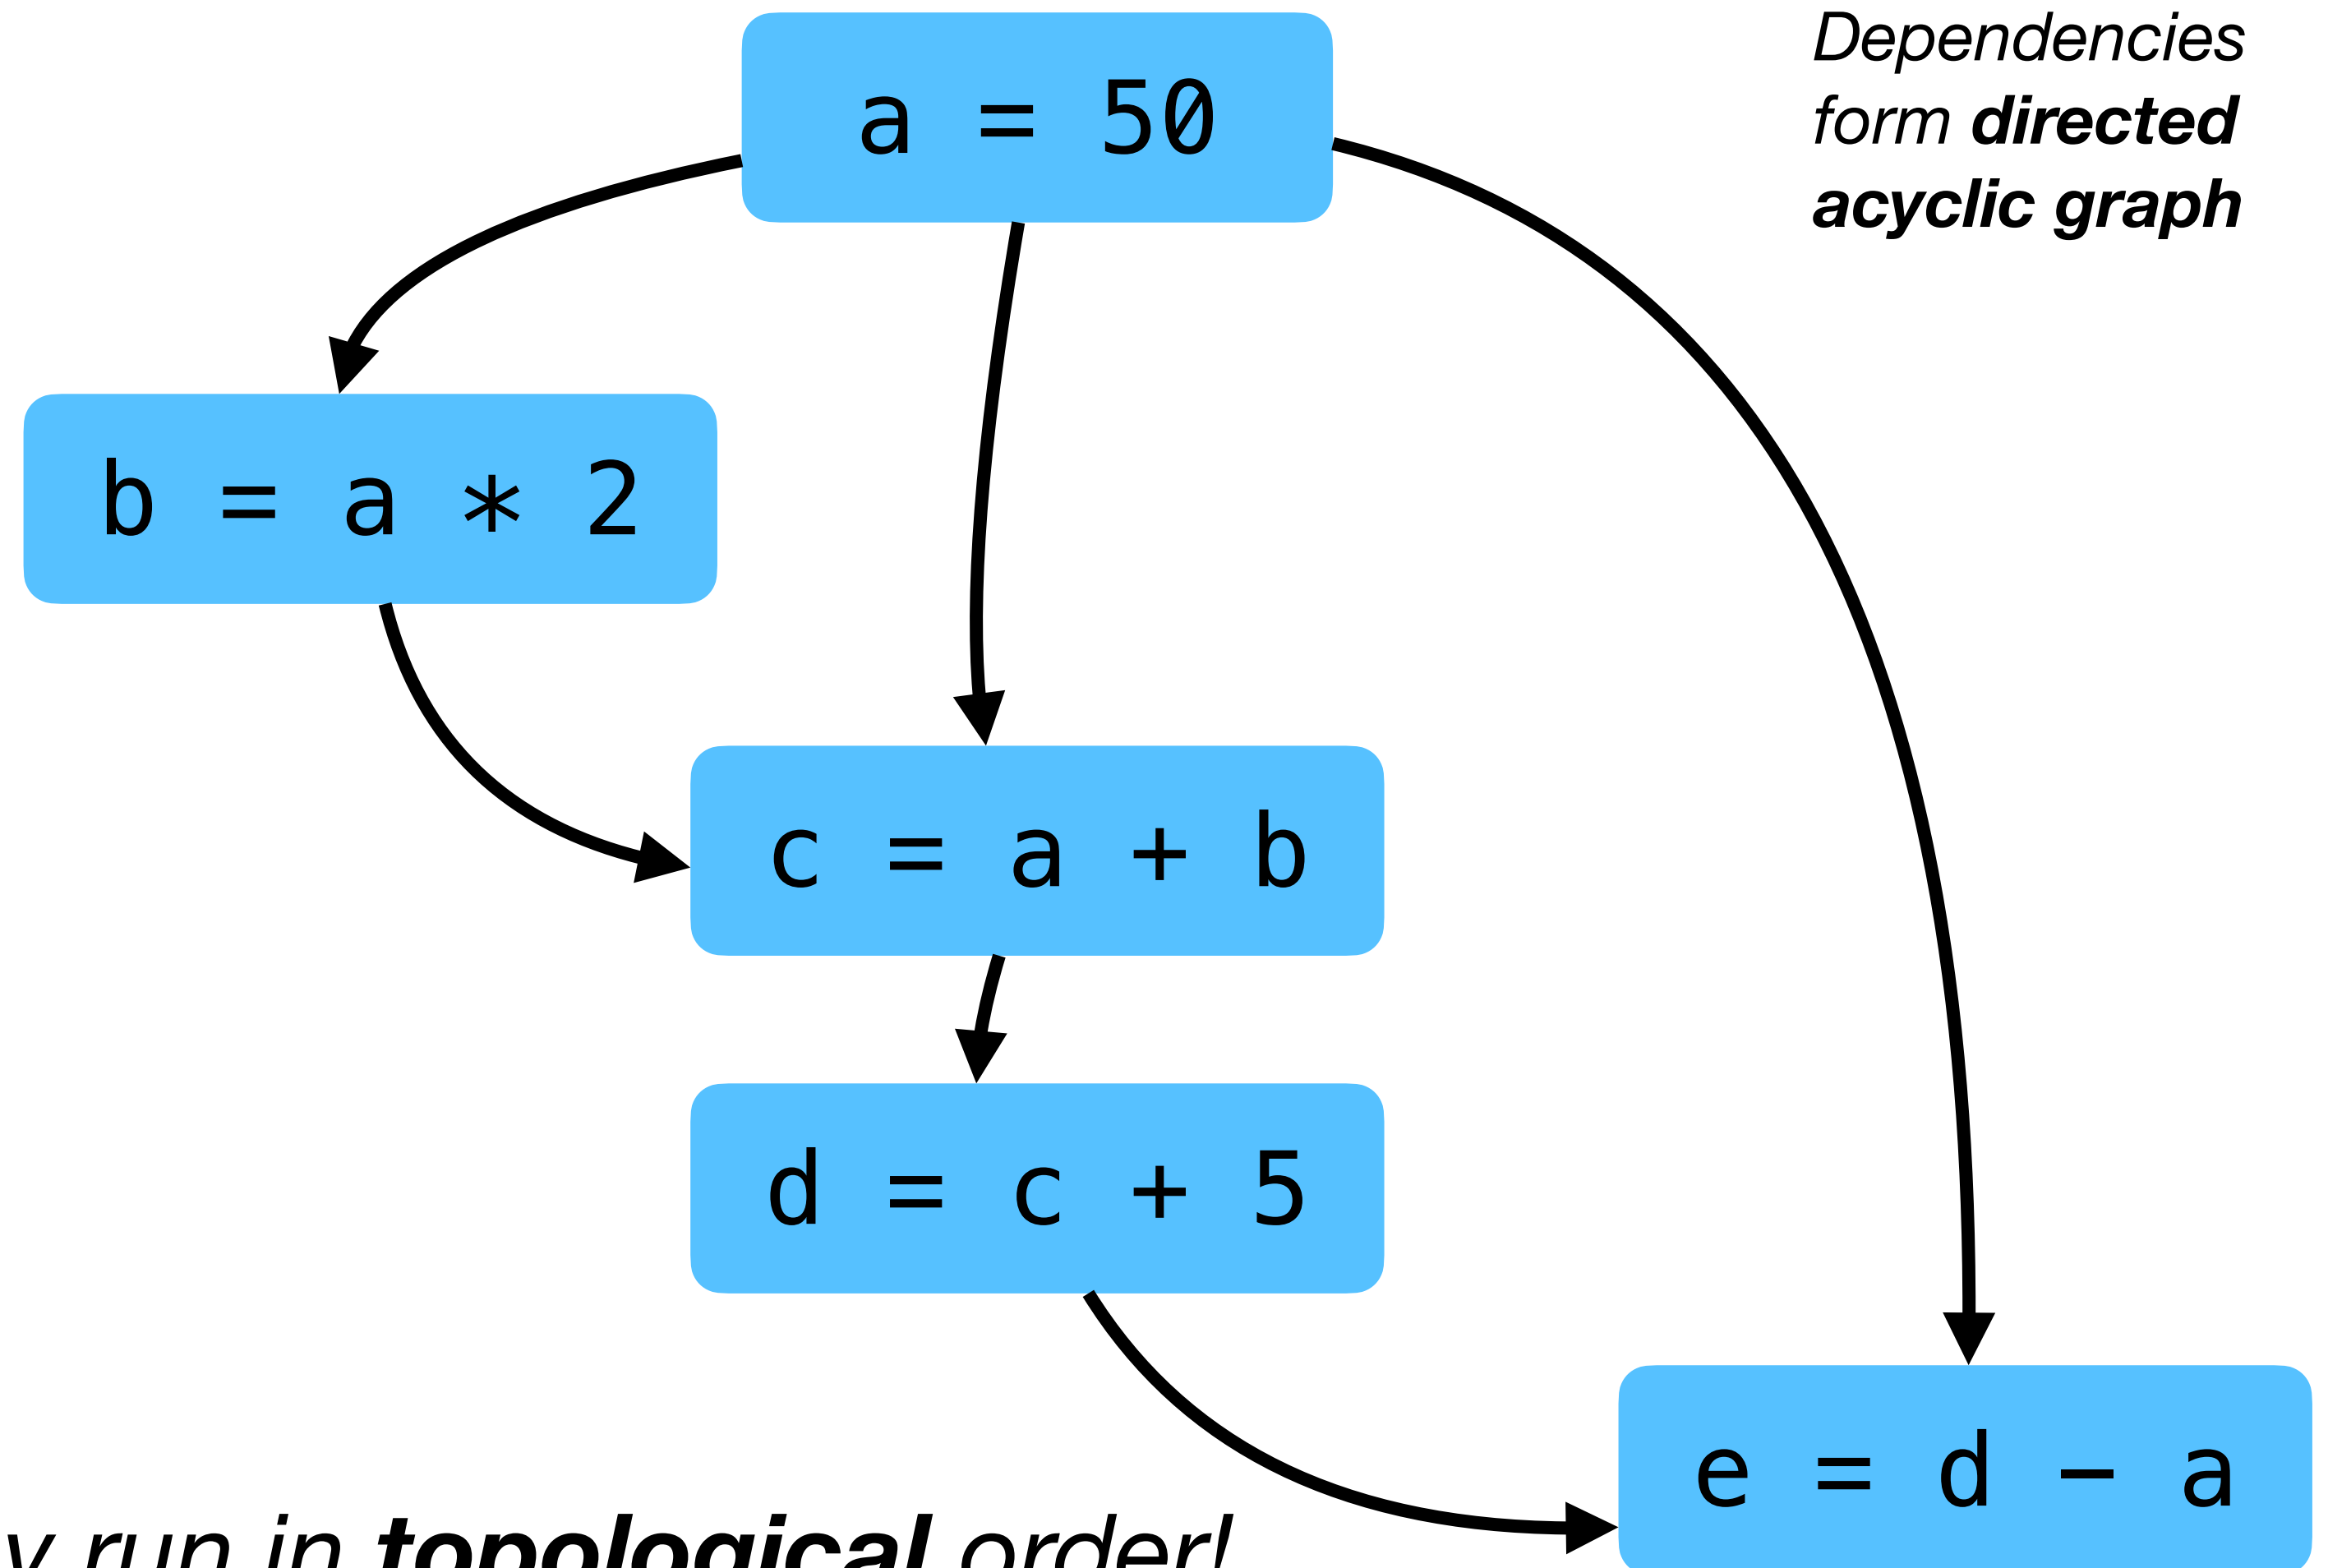 a = 50
Dependencies
form directed
acyclic graph
b = a * 2
c = a + b
d = c + 5
e = d − a
y run in topological order!